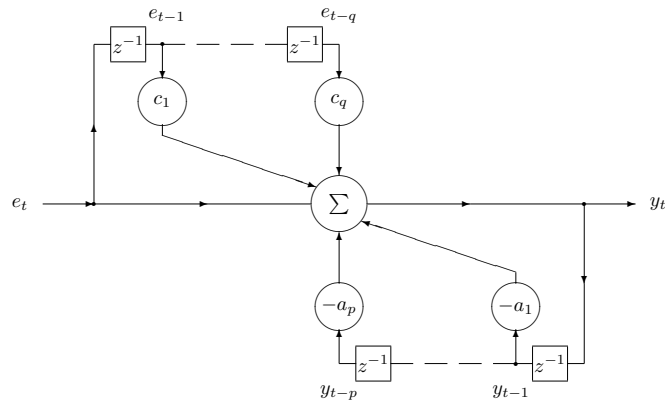 e_{t−1} e_{t−q}
z^{−1} z^{−1}
c_1 c_q
e_t Σ y_t
−a_p −a_1
z^{−1} z^{−1}
y_{t−p} y_{t−1}